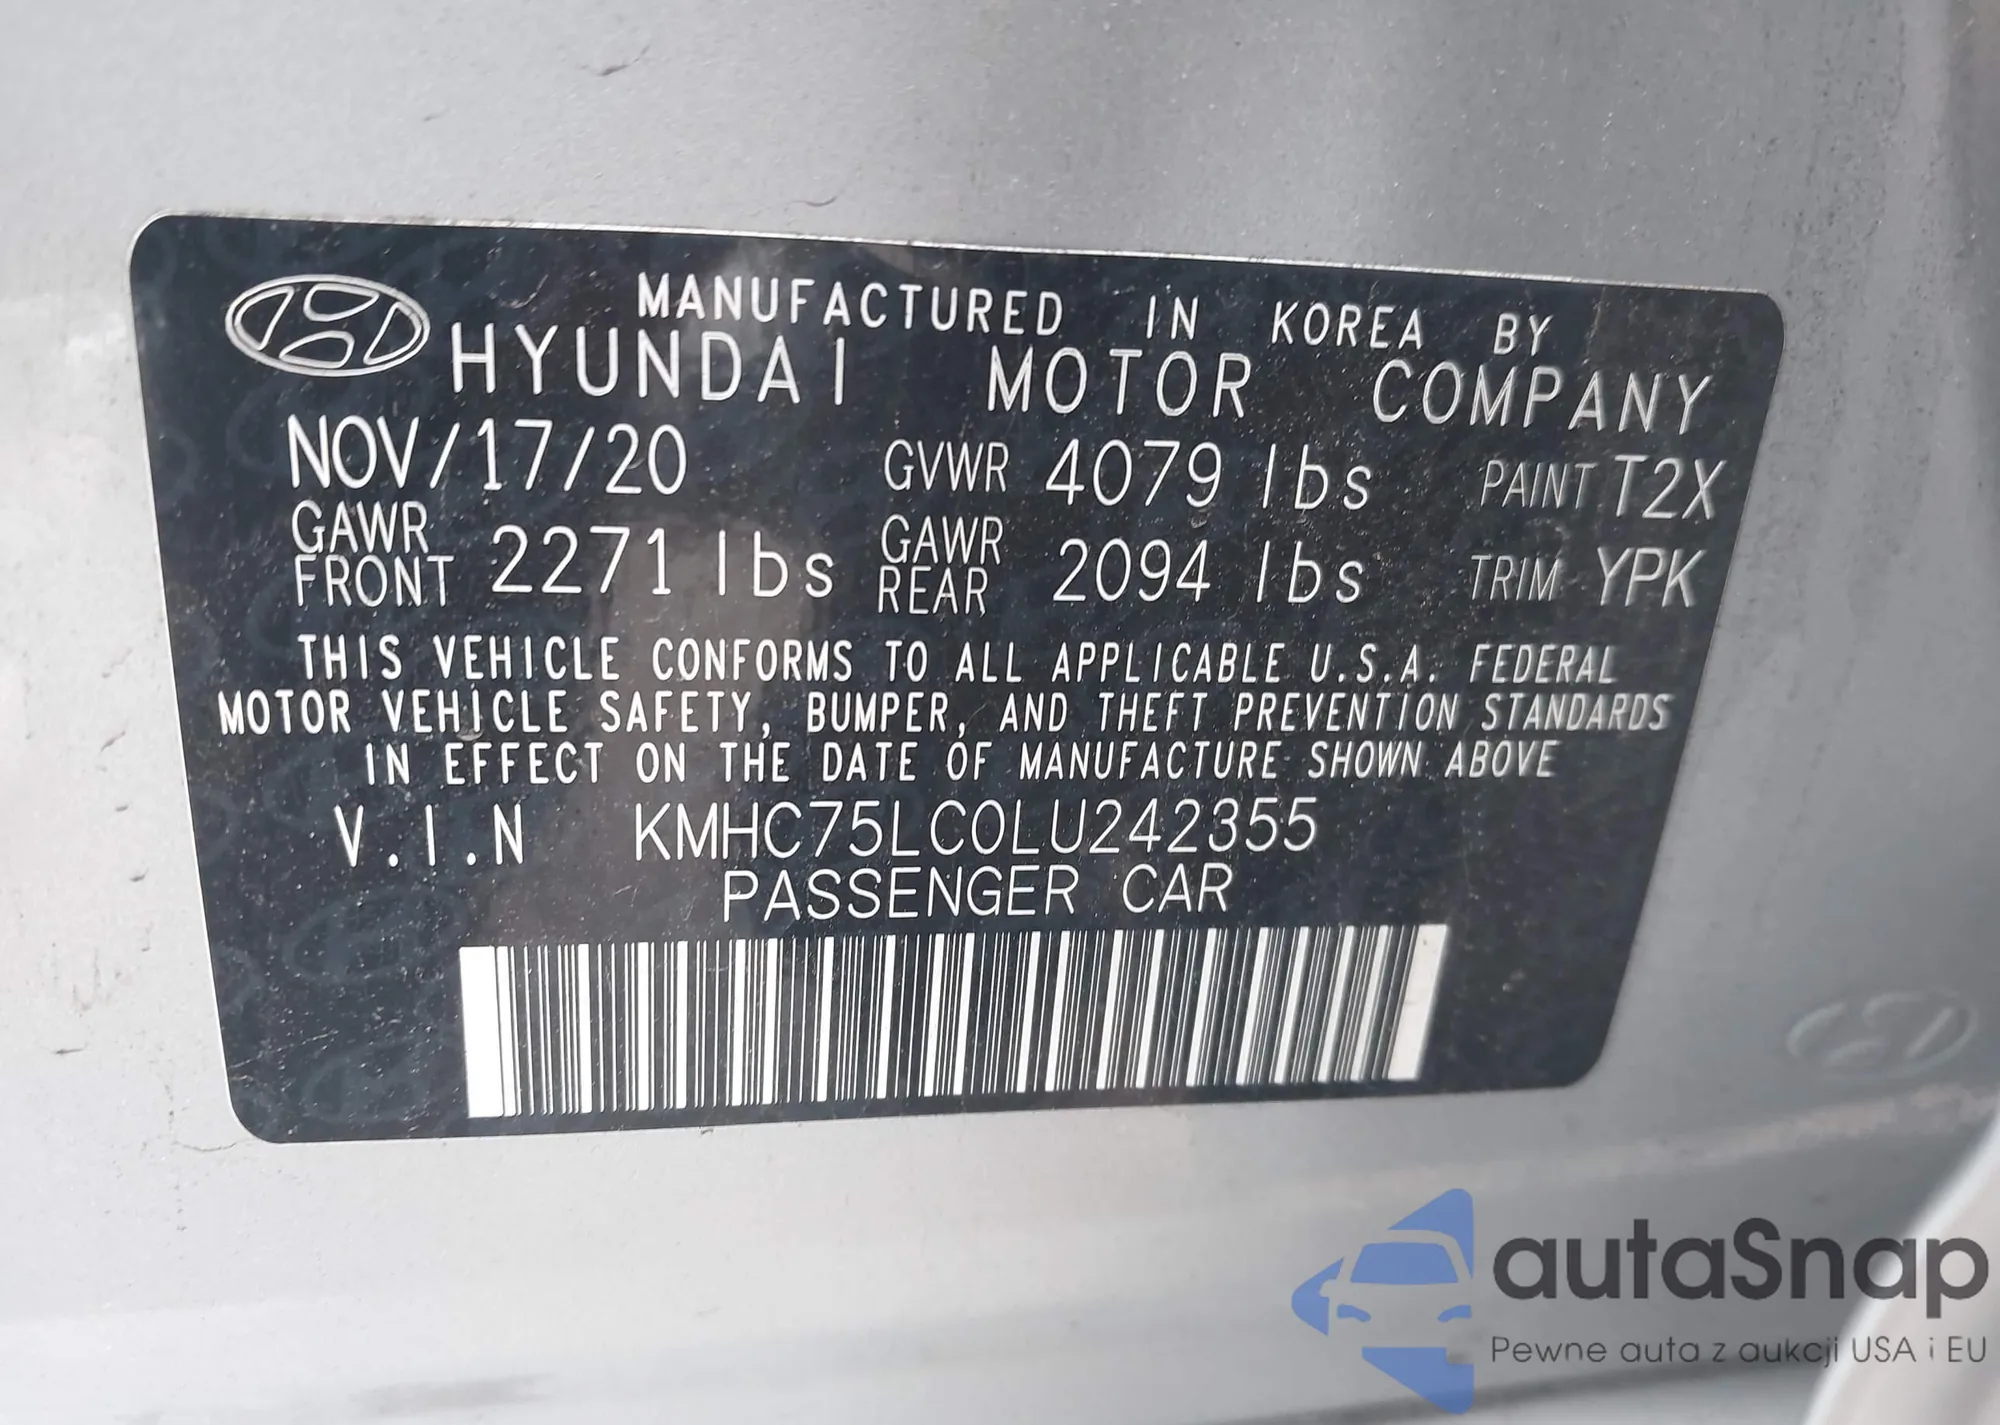 MANUFACTURED IN KOREA BY
HYUNDAI MOTOR COMPANY
NOV/17/20 GVWR 4079 lbs PAINT T2X
GAWR FRONT 2271 lbs GAWR REAR 2094 lbs TRIM YPK
THIS VEHICLE CONFORMS TO ALL APPLICABLE U.S.A. FEDERAL
MOTOR VEHICLE SAFETY, BUMPER, AND THEFT PREVENTION STANDARDS
IN EFFECT ON THE DATE OF MANUFACTURE SHOWN ABOVE
V.I.N KMHC75LC0LU242355
PASSENGER CAR
autaSnap
Pewne auta z aukcji USA i EU